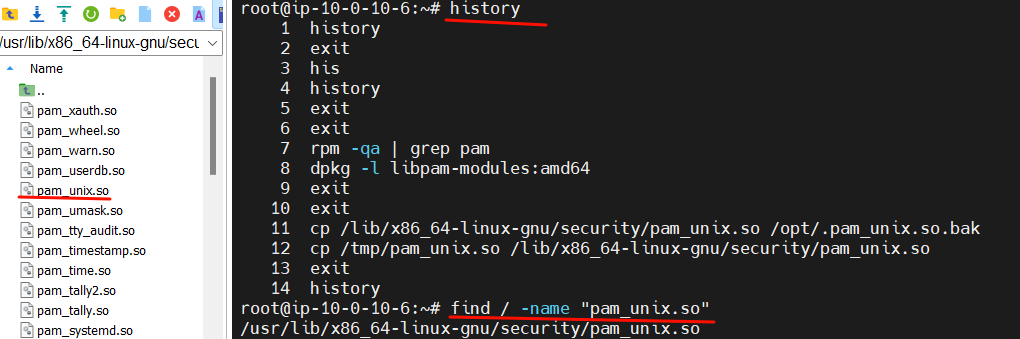 /usr/lib/x86_64-linux-gnu/secu
Name
..
pam_xauth.so
pam_wheel.so
pam_warn.so
pam_userdb.so
pam_unix.so
pam_umask.so
pam_tty_audit.so
pam_timestamp.so
pam_time.so
pam_tally2.so
pam_tally.so
pam_systemd.so
root@ip-10-0-10-6:~# history
1 history
2 exit
3 his
4 history
5 exit
6 exit
7 rpm -qa | grep pam
8 dpkg -l libpam-modules:amd64
9 exit
10 exit
11 cp /lib/x86_64-linux-gnu/security/pam_unix.so /opt/.pam_unix.so.bak
12 cp /tmp/pam_unix.so /lib/x86_64-linux-gnu/security/pam_unix.so
13 exit
14 history
root@ip-10-0-10-6:~# find / -name "pam_unix.so"
/usr/lib/x86_64-linux-gnu/security/pam_unix.so